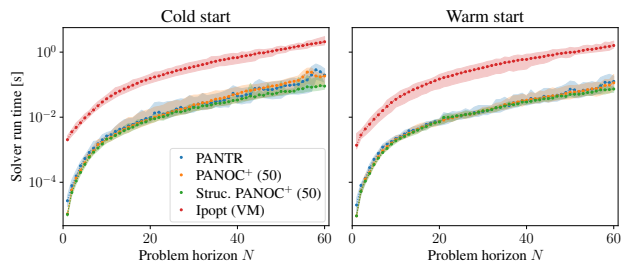 Cold start
Warm start
Solver run time [s]
10^0
10^{-2}
10^{-4}
PANTR
PANOC^+ (50)
Struc. PANOC^+ (50)
Ipopt (VM)
0 20 40 60
0 20 40 60
Problem horizon N
Problem horizon N